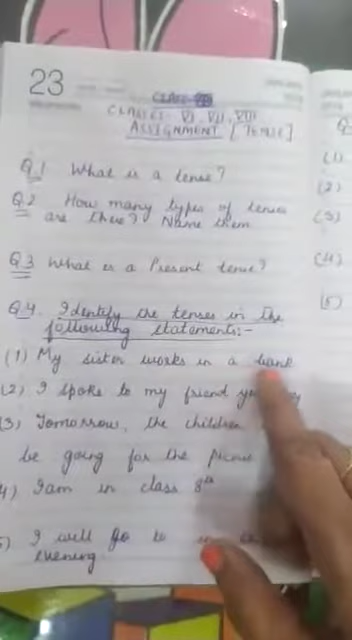 23
CLASSES- VI, VII, VIII
ASSIGNMENT [TENSE]
Q.1 What is a tense?
Q.2 How many types of tenses
are there? Name them
Q.3 What is a Present tense?
Q.4. Identify the tenses in the
following statements:-
(1) My sister works in a bank
(2) I spoke to my friend
(3) Tomorrow, the children
be going for the picnic
4) I am in class 8th
5) I will go to
evening.
Q
(1)
(2)
(3)
(4)
(5)